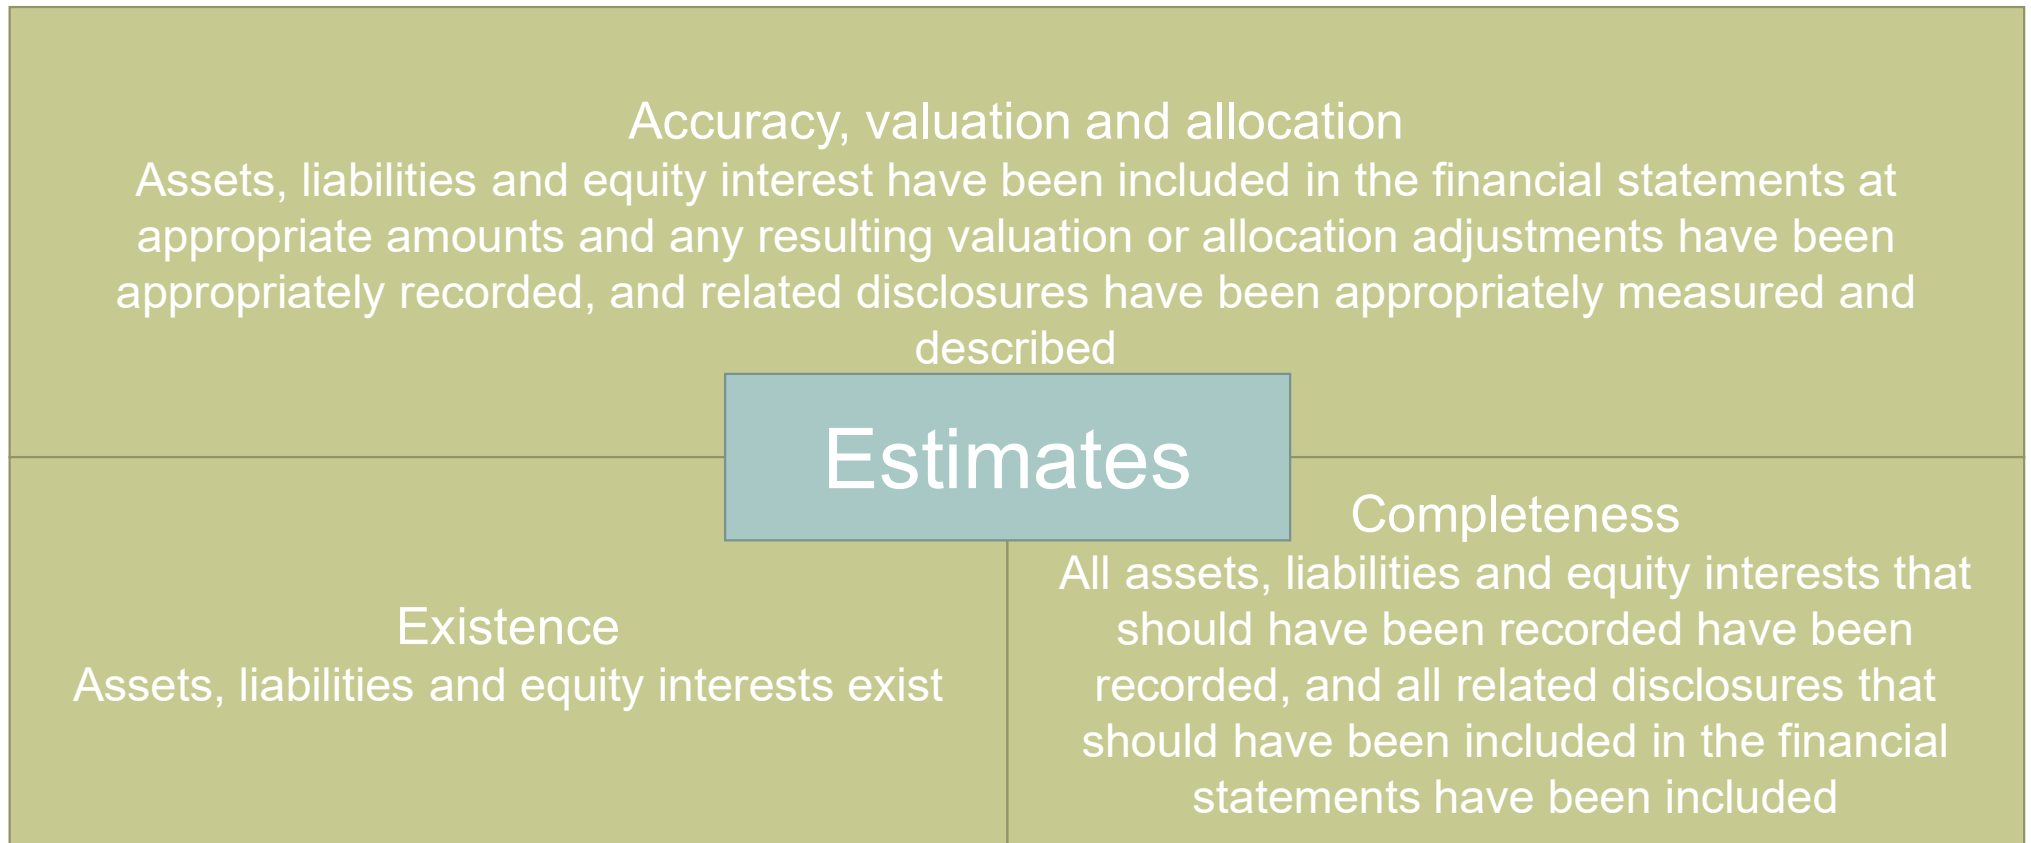 Accuracy, valuation and allocation
Assets, liabilities and equity interest have been included in the financial statements at
appropriate amounts and any resulting valuation or allocation adjustments have been
appropriately recorded, and related disclosures have been appropriately measured and
described
Estimates
Existence
Assets, liabilities and equity interests exist
Completeness
All assets, liabilities and equity interests that
should have been recorded have been
recorded, and all related disclosures that
should have been included in the financial
statements have been included